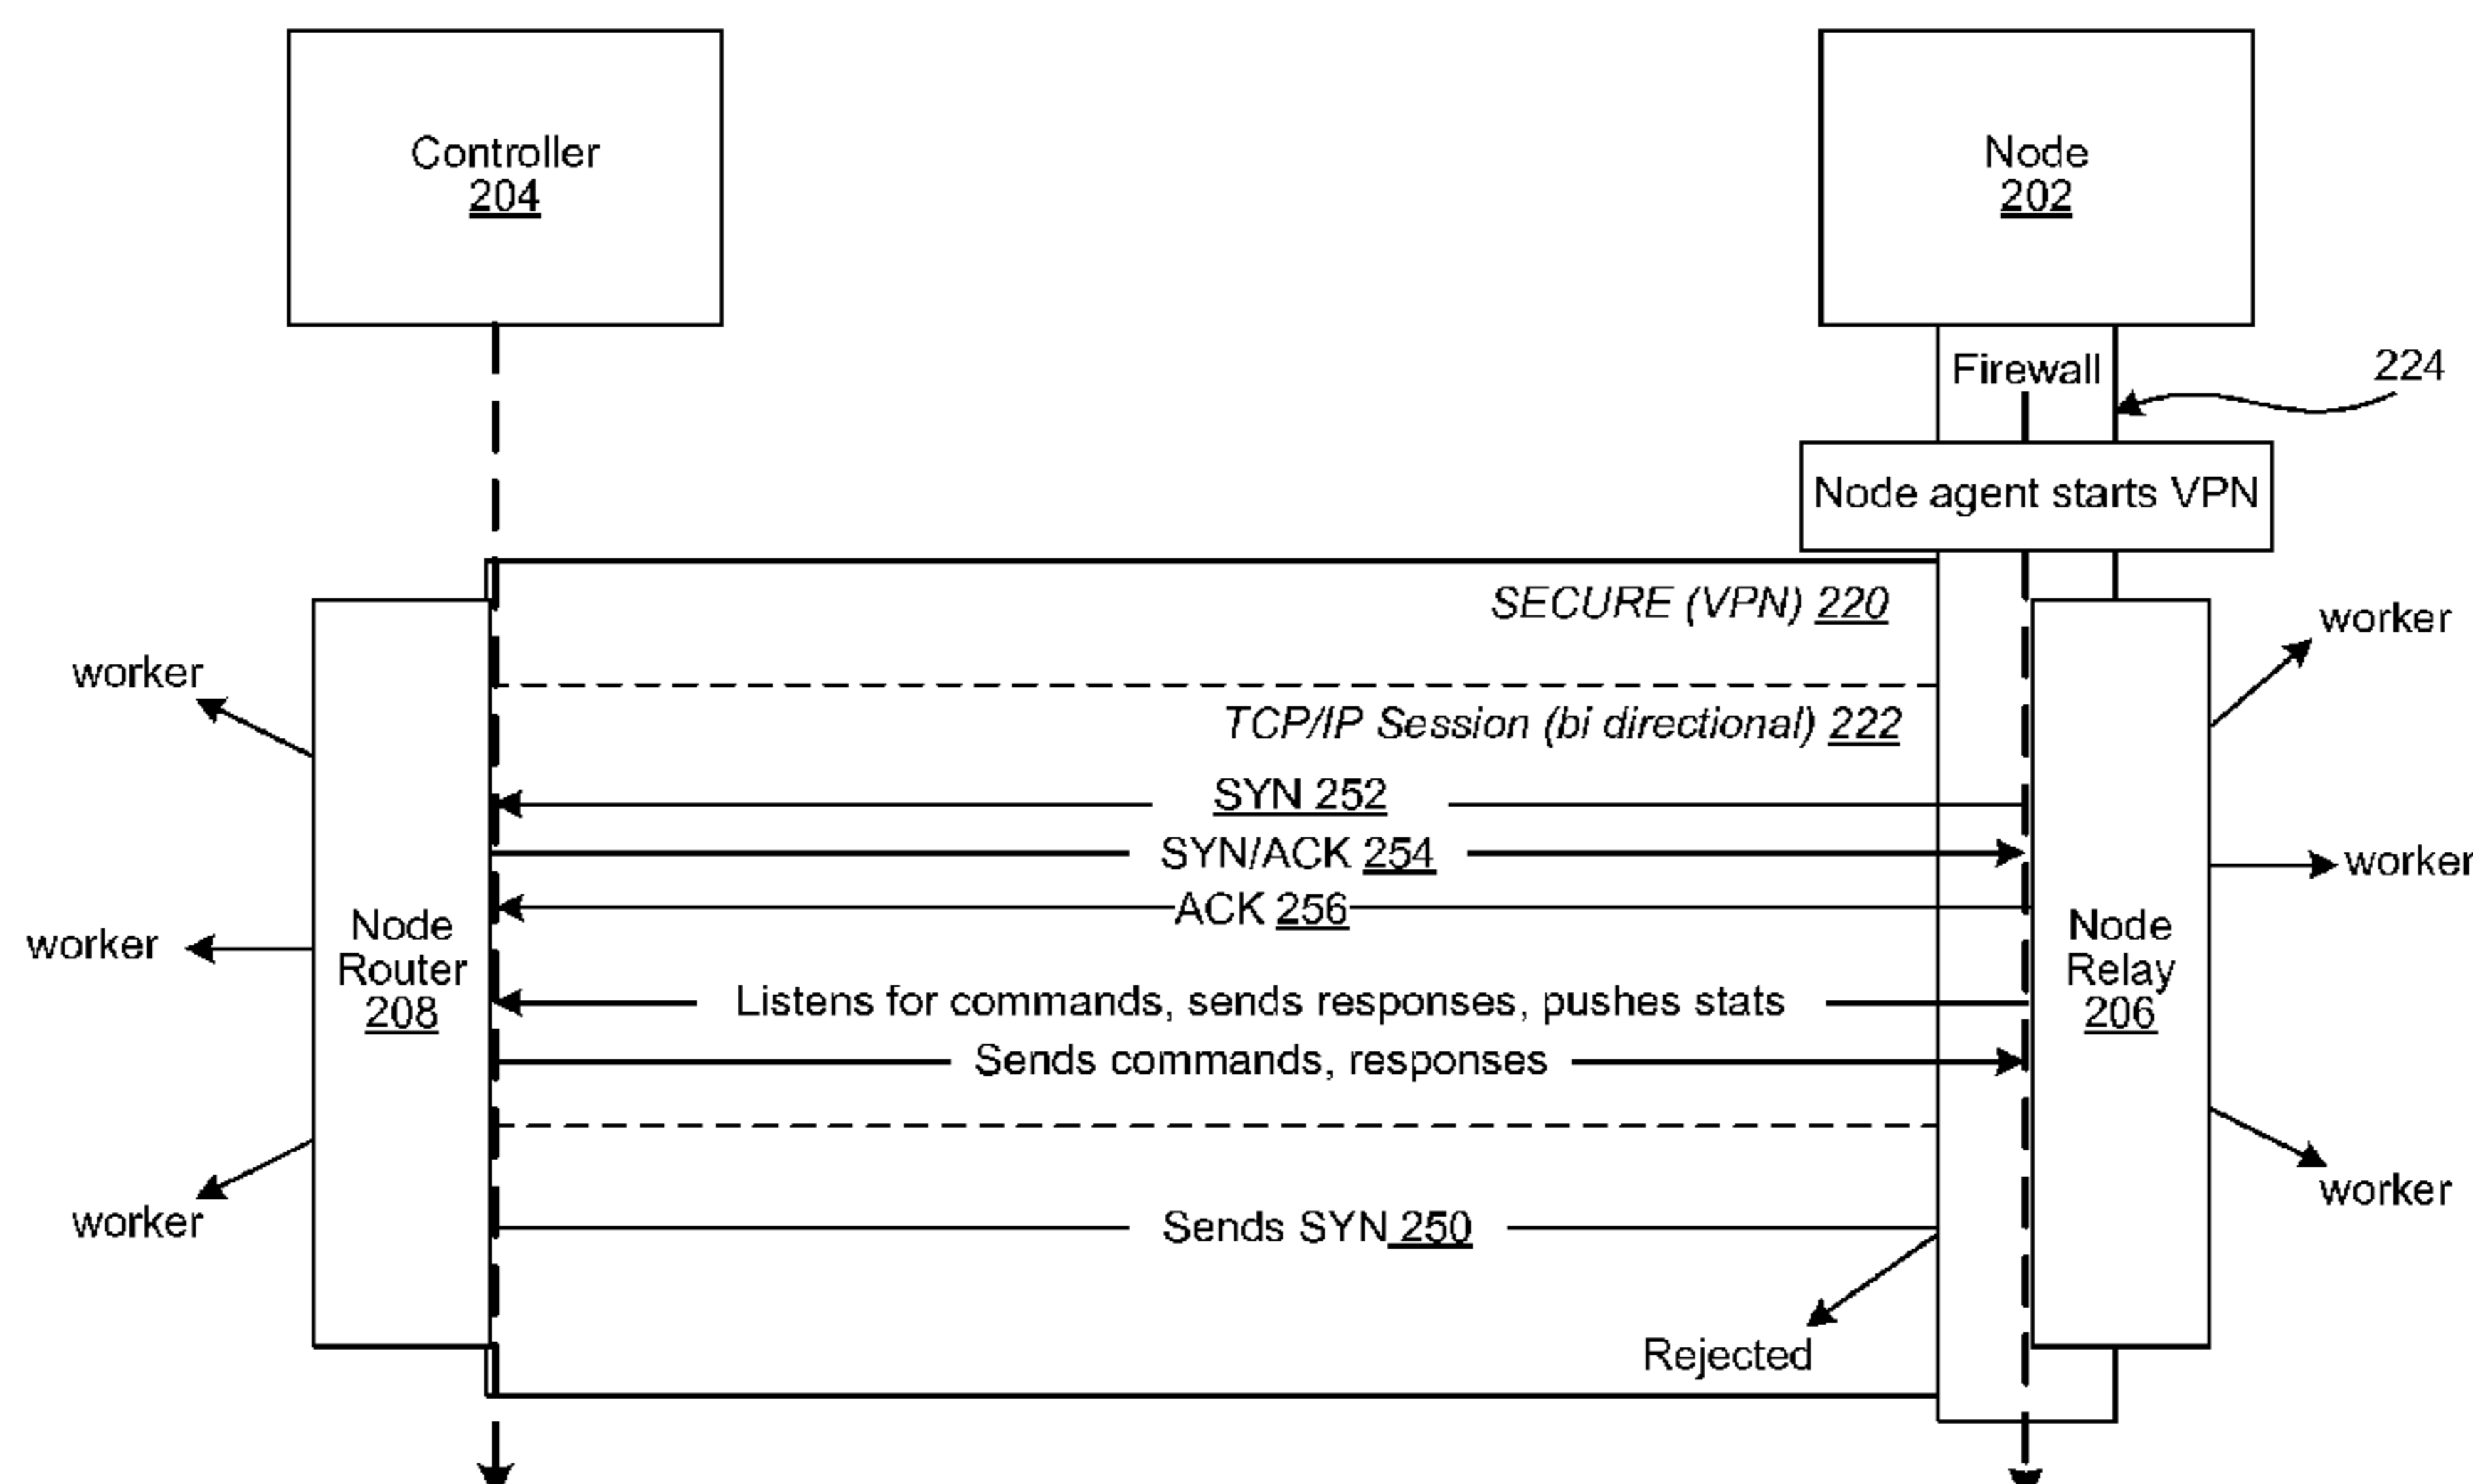 Controller
204
Node
202
Firewall
224
Node agent starts VPN
SECURE (VPN) 220
worker
worker
TCP/IP Session (bi directional) 222
SYN 252
SYN/ACK 254
worker
ACK 256
Node
Router
208
Node
Relay
206
worker
Listens for commands, sends responses, pushes stats
Sends commands, responses
worker
worker
Sends SYN 250
Rejected